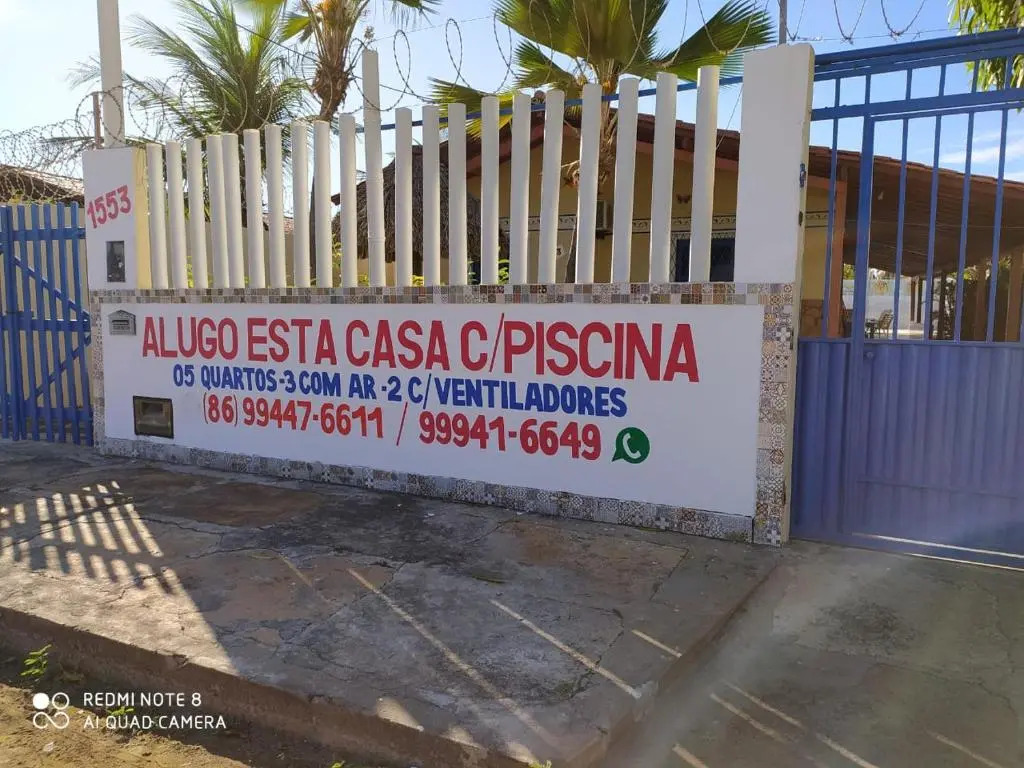 1553
ALUGO ESTA CASA C/PISCINA
05 QUARTOS-3 COM AR-2 C/VENTILADORES
(86) 99447-6611 / 99941-6649
REDMI NOTE 8
AI QUAD CAMERA